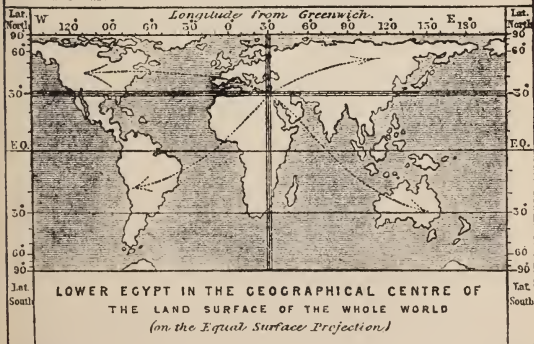 Longitude from Greenwich.
Lat. North W 120° 90° 60° 30° 0 30° 60° 90° 120° 150° E 180° Lat. North
90° 90°
60° 60°
30° 30°
EQ. EQ.
30° 30°
60° 60°
90° 90°
Lat. South Lat. South
LOWER EGYPT IN THE GEOGRAPHICAL CENTRE OF
THE LAND SURFACE OF THE WHOLE WORLD
(on the Equal Surface Projection)